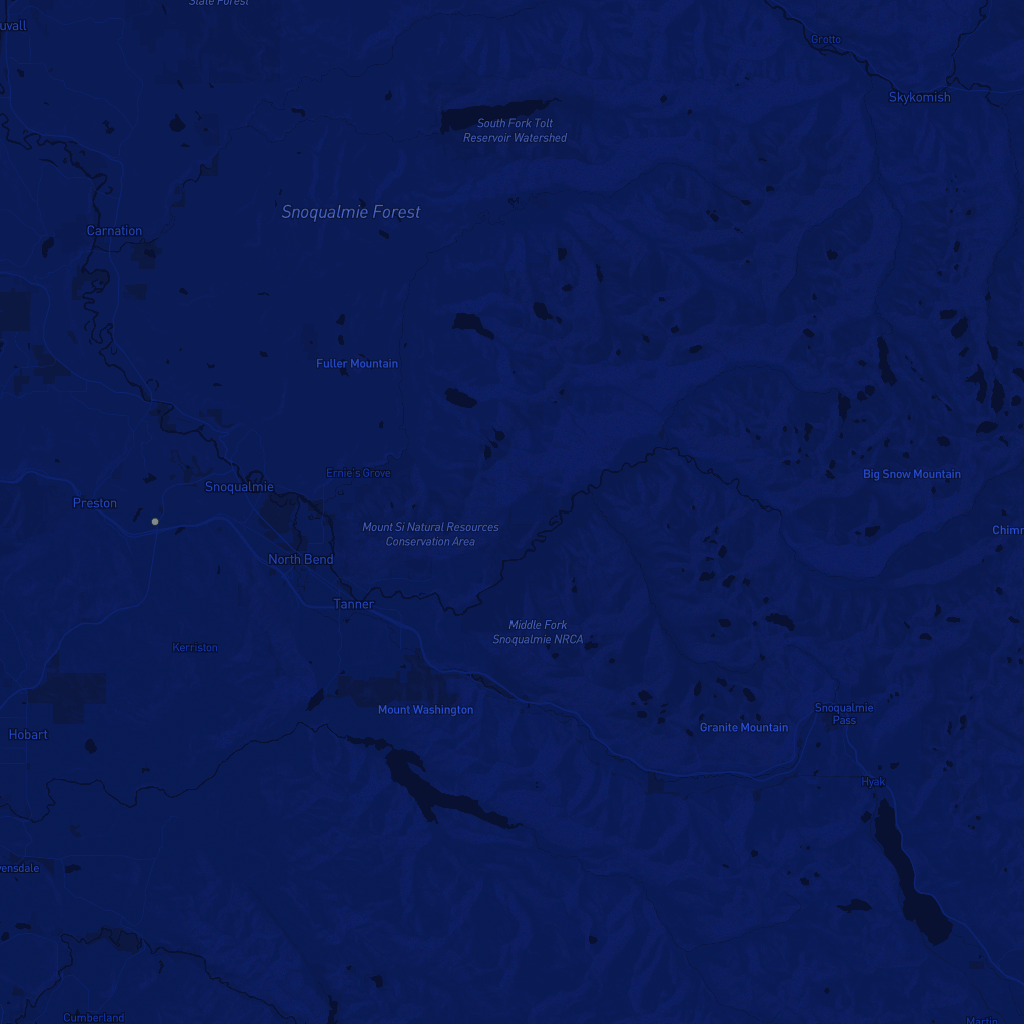 State Forest
uvall
Grotto
Skykomish
South Fork Tolt
Reservoir Watershed
Snoqualmie Forest
Carnation
Fuller Mountain
Ernie's Grove
Big Snow Mountain
Snoqualmie
Preston
Mount Si Natural Resources
Conservation Area
Chimr
North Bend
Tanner
Middle Fork
Snoqualmie NRCA
Kerriston
Mount Washington
Snoqualmie
Pass
Granite Mountain
Hobart
Hyak
vensdale
Cumberland
Martin